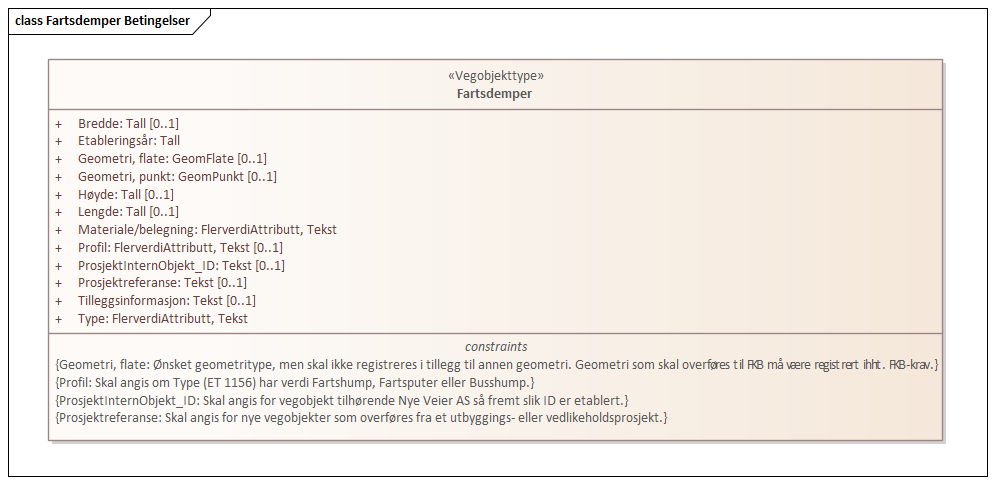 class Fartsdemper Betingelser
«Vegobjekttype»
Fartsdemper
+ Bredde: Tall [0..1]
+ Etableringsår: Tall
+ Geometri, flate: GeomFlate [0..1]
+ Geometri, punkt: GeomPunkt [0..1]
+ Høyde: Tall [0..1]
+ Lengde: Tall [0..1]
+ Materiale/belegning: FlerverdiAttributt, Tekst
+ Profil: FlerverdiAttributt, Tekst [0..1]
+ ProsjektInternObjekt_ID: Tekst [0..1]
+ Prosjektreferanse: Tekst [0..1]
+ Tilleggsinformasjon: Tekst [0..1]
+ Type: FlerverdiAttributt, Tekst
constraints
{Geometri, flate: Ønsket geometritype, men skal ikke registreres i tillegg til annen geometri. Geometri som skal overføres til FKB må være registrert ihht. FKB-krav.}
{Profil: Skal angis om Type (ET 1156) har verdi Fartshump, Fartsputer eller Busshump.}
{ProsjektInternObjekt_ID: Skal angis for vegobjekt tilhørende Nye Veier AS så fremt slik ID er etablert.}
{Prosjektreferanse: Skal angis for nye vegobjekter som overføres fra et utbyggings- eller vedlikeholdsprosjekt.}